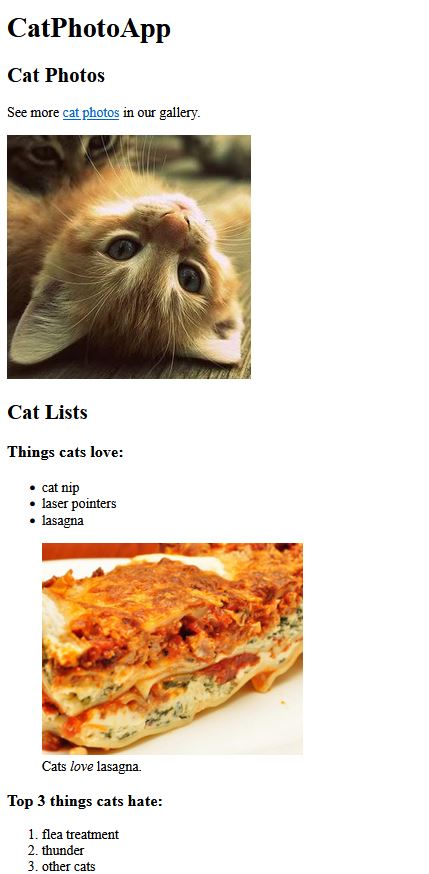 CatPhotoApp
Cat Photos
See more cat photos in our gallery.
Cat Lists
Things cats love:
• cat nip
• laser pointers
• lasagna
Cats love lasagna.
Top 3 things cats hate:
1. flea treatment
2. thunder
3. other cats